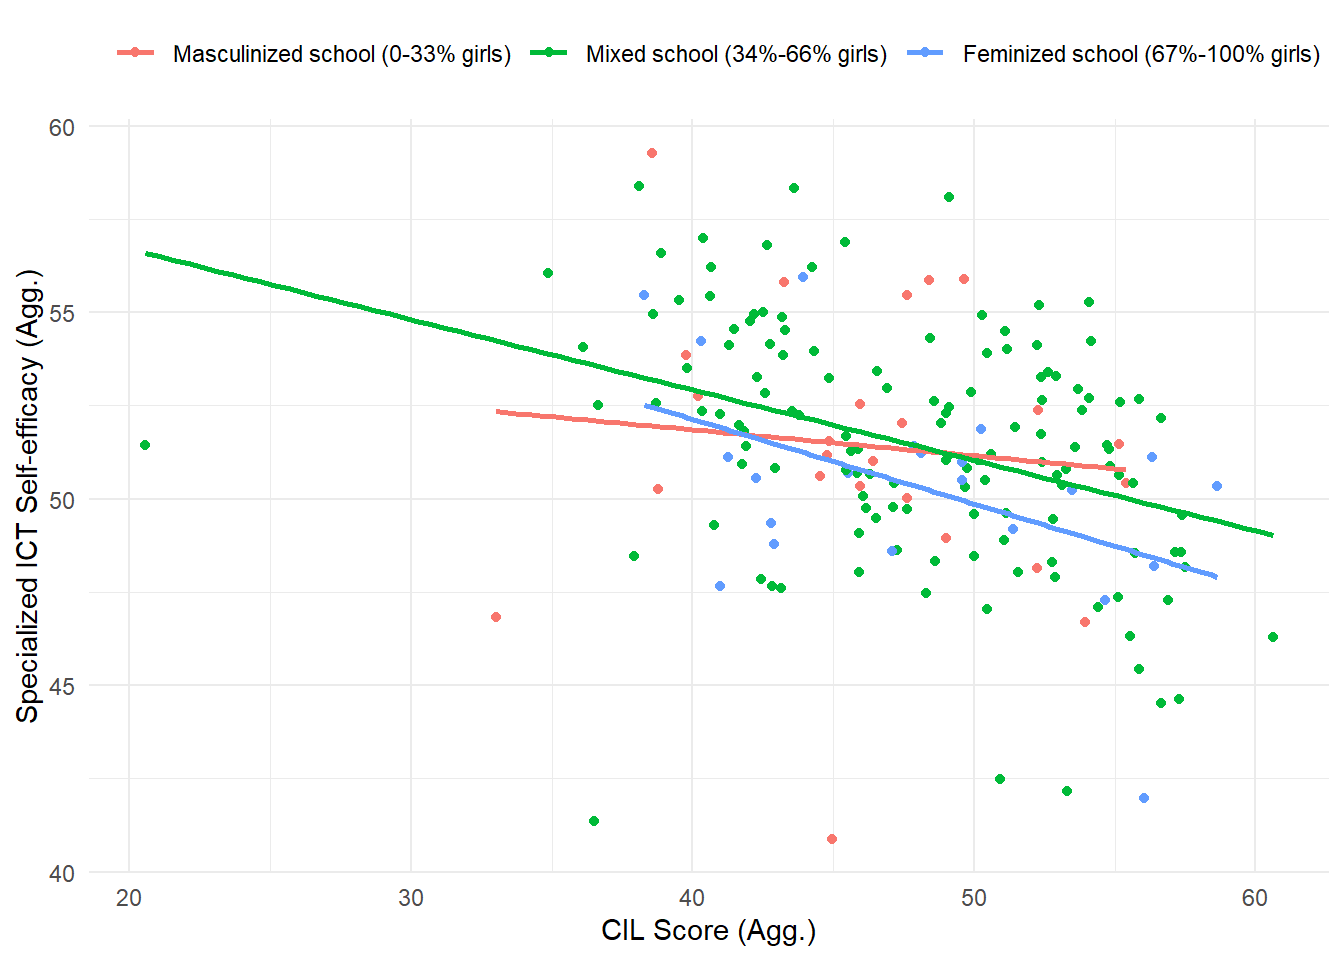 Masculinized school (0-33% girls) Mixed school (34%-66% girls) Feminized school (67%-100% girls)
60
55
50
45
40
Specialized ICT Self-efficacy (Agg.)
20 30 40 50 60
CIL Score (Agg.)